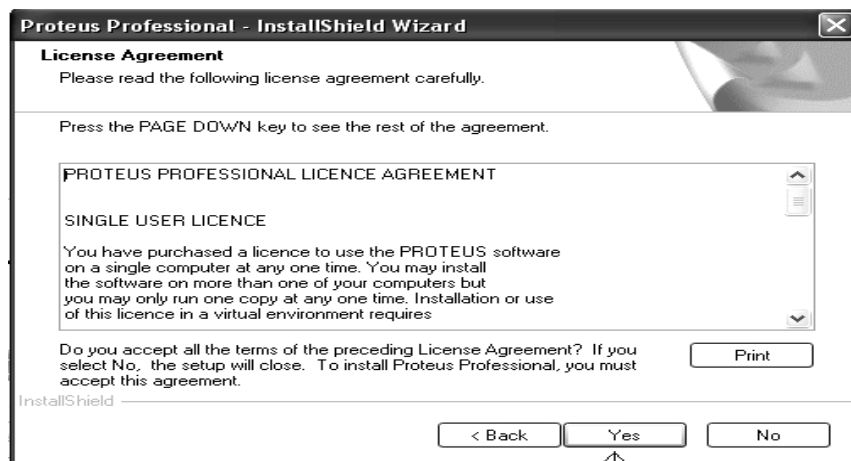 Proteus Professional - InstallShield Wizard
License Agreement
Please read the following license agreement carefully.
Press the PAGE DOWN key to see the rest of the agreement.
PROTEUS PROFESSIONAL LICENCE AGREEMENT
SINGLE USER LICENCE
You have purchased a licence to use the PROTEUS software
on a single computer at any one time. You may install
the software on more than one of your computers but
you may only run one copy at any one time. Installation or use
of this licence in a virtual environment requires
Do you accept all the terms of the preceding License Agreement? If you
select No, the setup will close. To install Proteus Professional, you must
accept this agreement.
Print
InstallShield
< Back
Yes
No